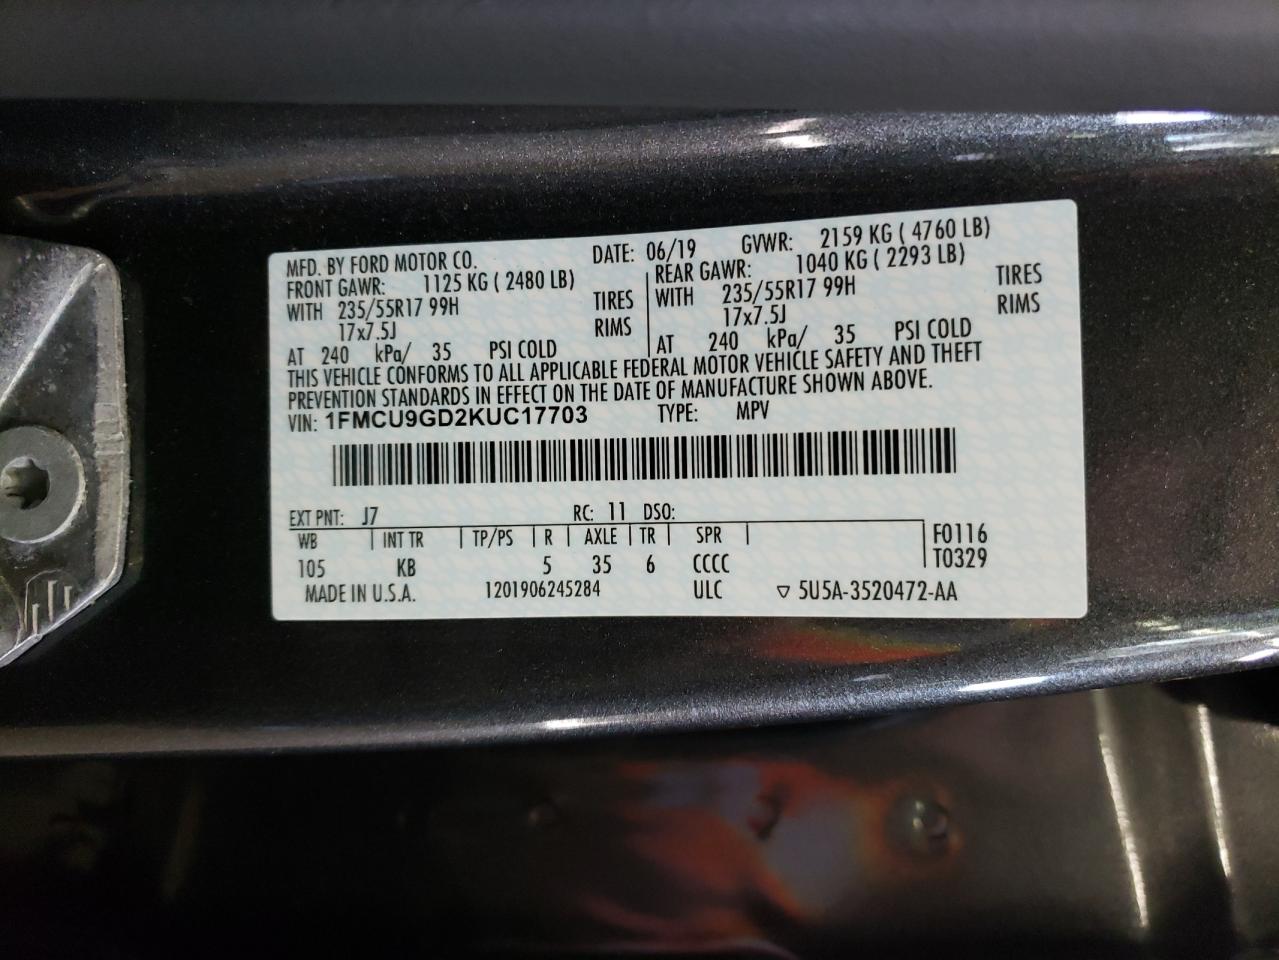 MFD. BY FORD MOTOR CO. DATE: 06/19 GVWR: 2159 KG ( 4760 LB)
FRONT GAWR: 1125 KG ( 2480 LB) REAR GAWR: 1040 KG ( 2293 LB)
WITH 235/55R17 99H TIRES WITH 235/55R17 99H TIRES
17x7.5J RIMS 17x7.5J RIMS
AT 240 kPa/ 35 PSI COLD AT 240 kPa/ 35 PSI COLD
THIS VEHICLE CONFORMS TO ALL APPLICABLE FEDERAL MOTOR VEHICLE SAFETY AND THEFT
PREVENTION STANDARDS IN EFFECT ON THE DATE OF MANUFACTURE SHOWN ABOVE.
VIN: 1FMCU9GD2KUC17703 TYPE: MPV
EXT PNT: J7 RC: 11 DSO:
WB INT TR TP/PS R AXLE TR SPR F0116
105 KB 5 35 6 CCCC T0329
MADE IN U.S.A. 1201906245284 ULC ▽ 5U5A-3520472-AA